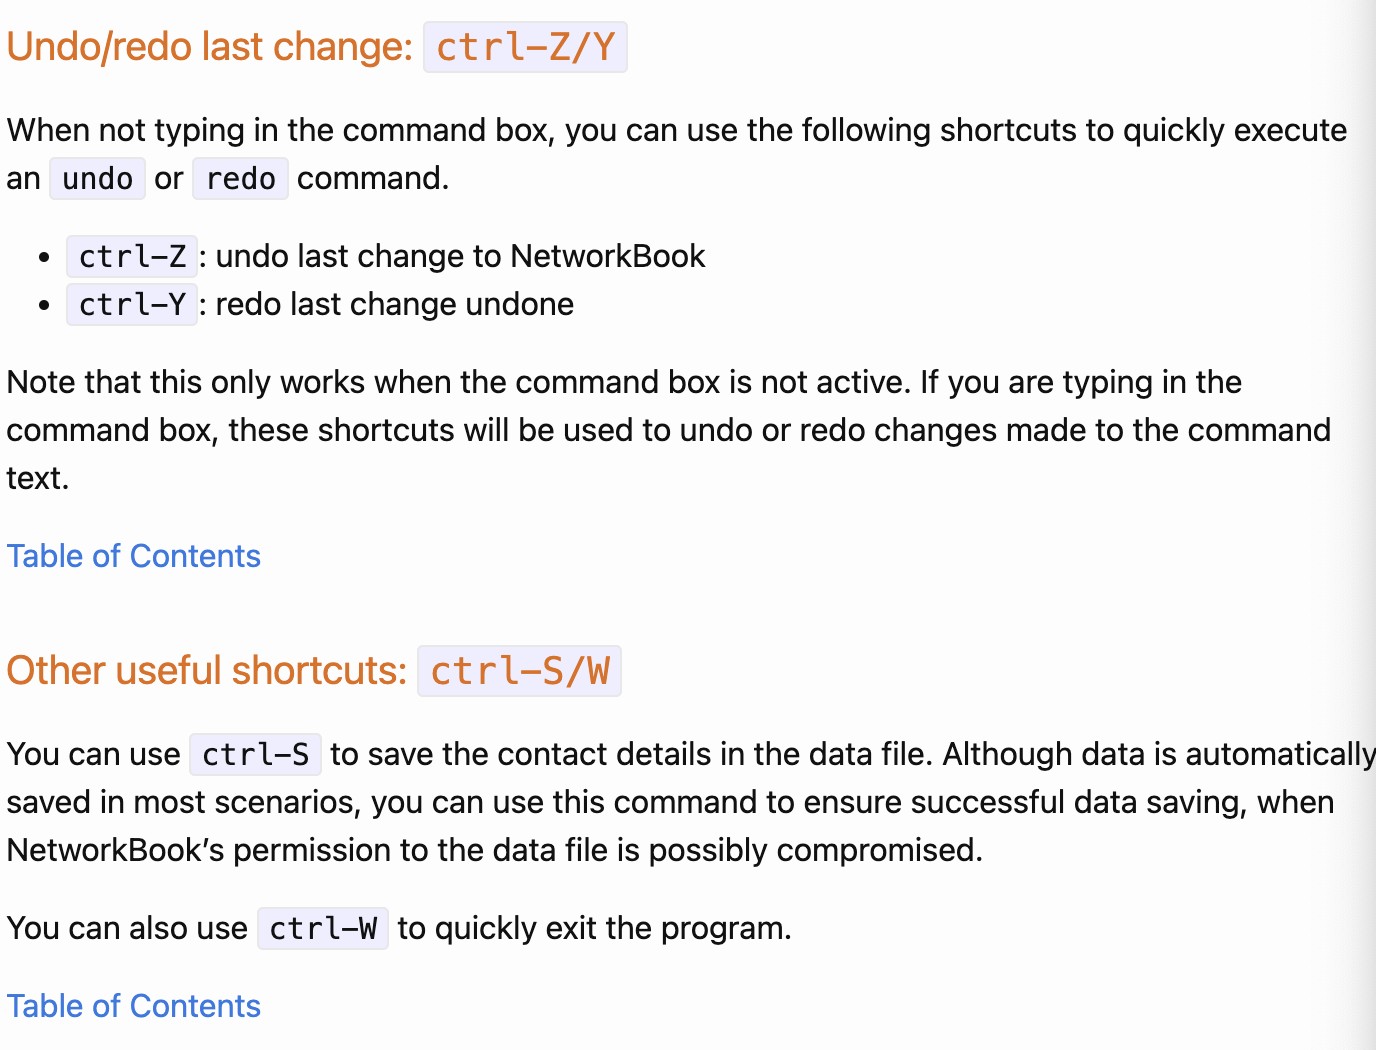 Undo/redo last change: ctrl-Z/Y
When not typing in the command box, you can use the following shortcuts to quickly execute
an undo or redo command.
• ctrl-Z: undo last change to NetworkBook
• ctrl-Y: redo last change undone
Note that this only works when the command box is not active. If you are typing in the
command box, these shortcuts will be used to undo or redo changes made to the command
text.
Table of Contents
Other useful shortcuts: ctrl-S/W
You can use ctrl-S to save the contact details in the data file. Although data is automatically
saved in most scenarios, you can use this command to ensure successful data saving, when
NetworkBook’s permission to the data file is possibly compromised.
You can also use ctrl-W to quickly exit the program.
Table of Contents